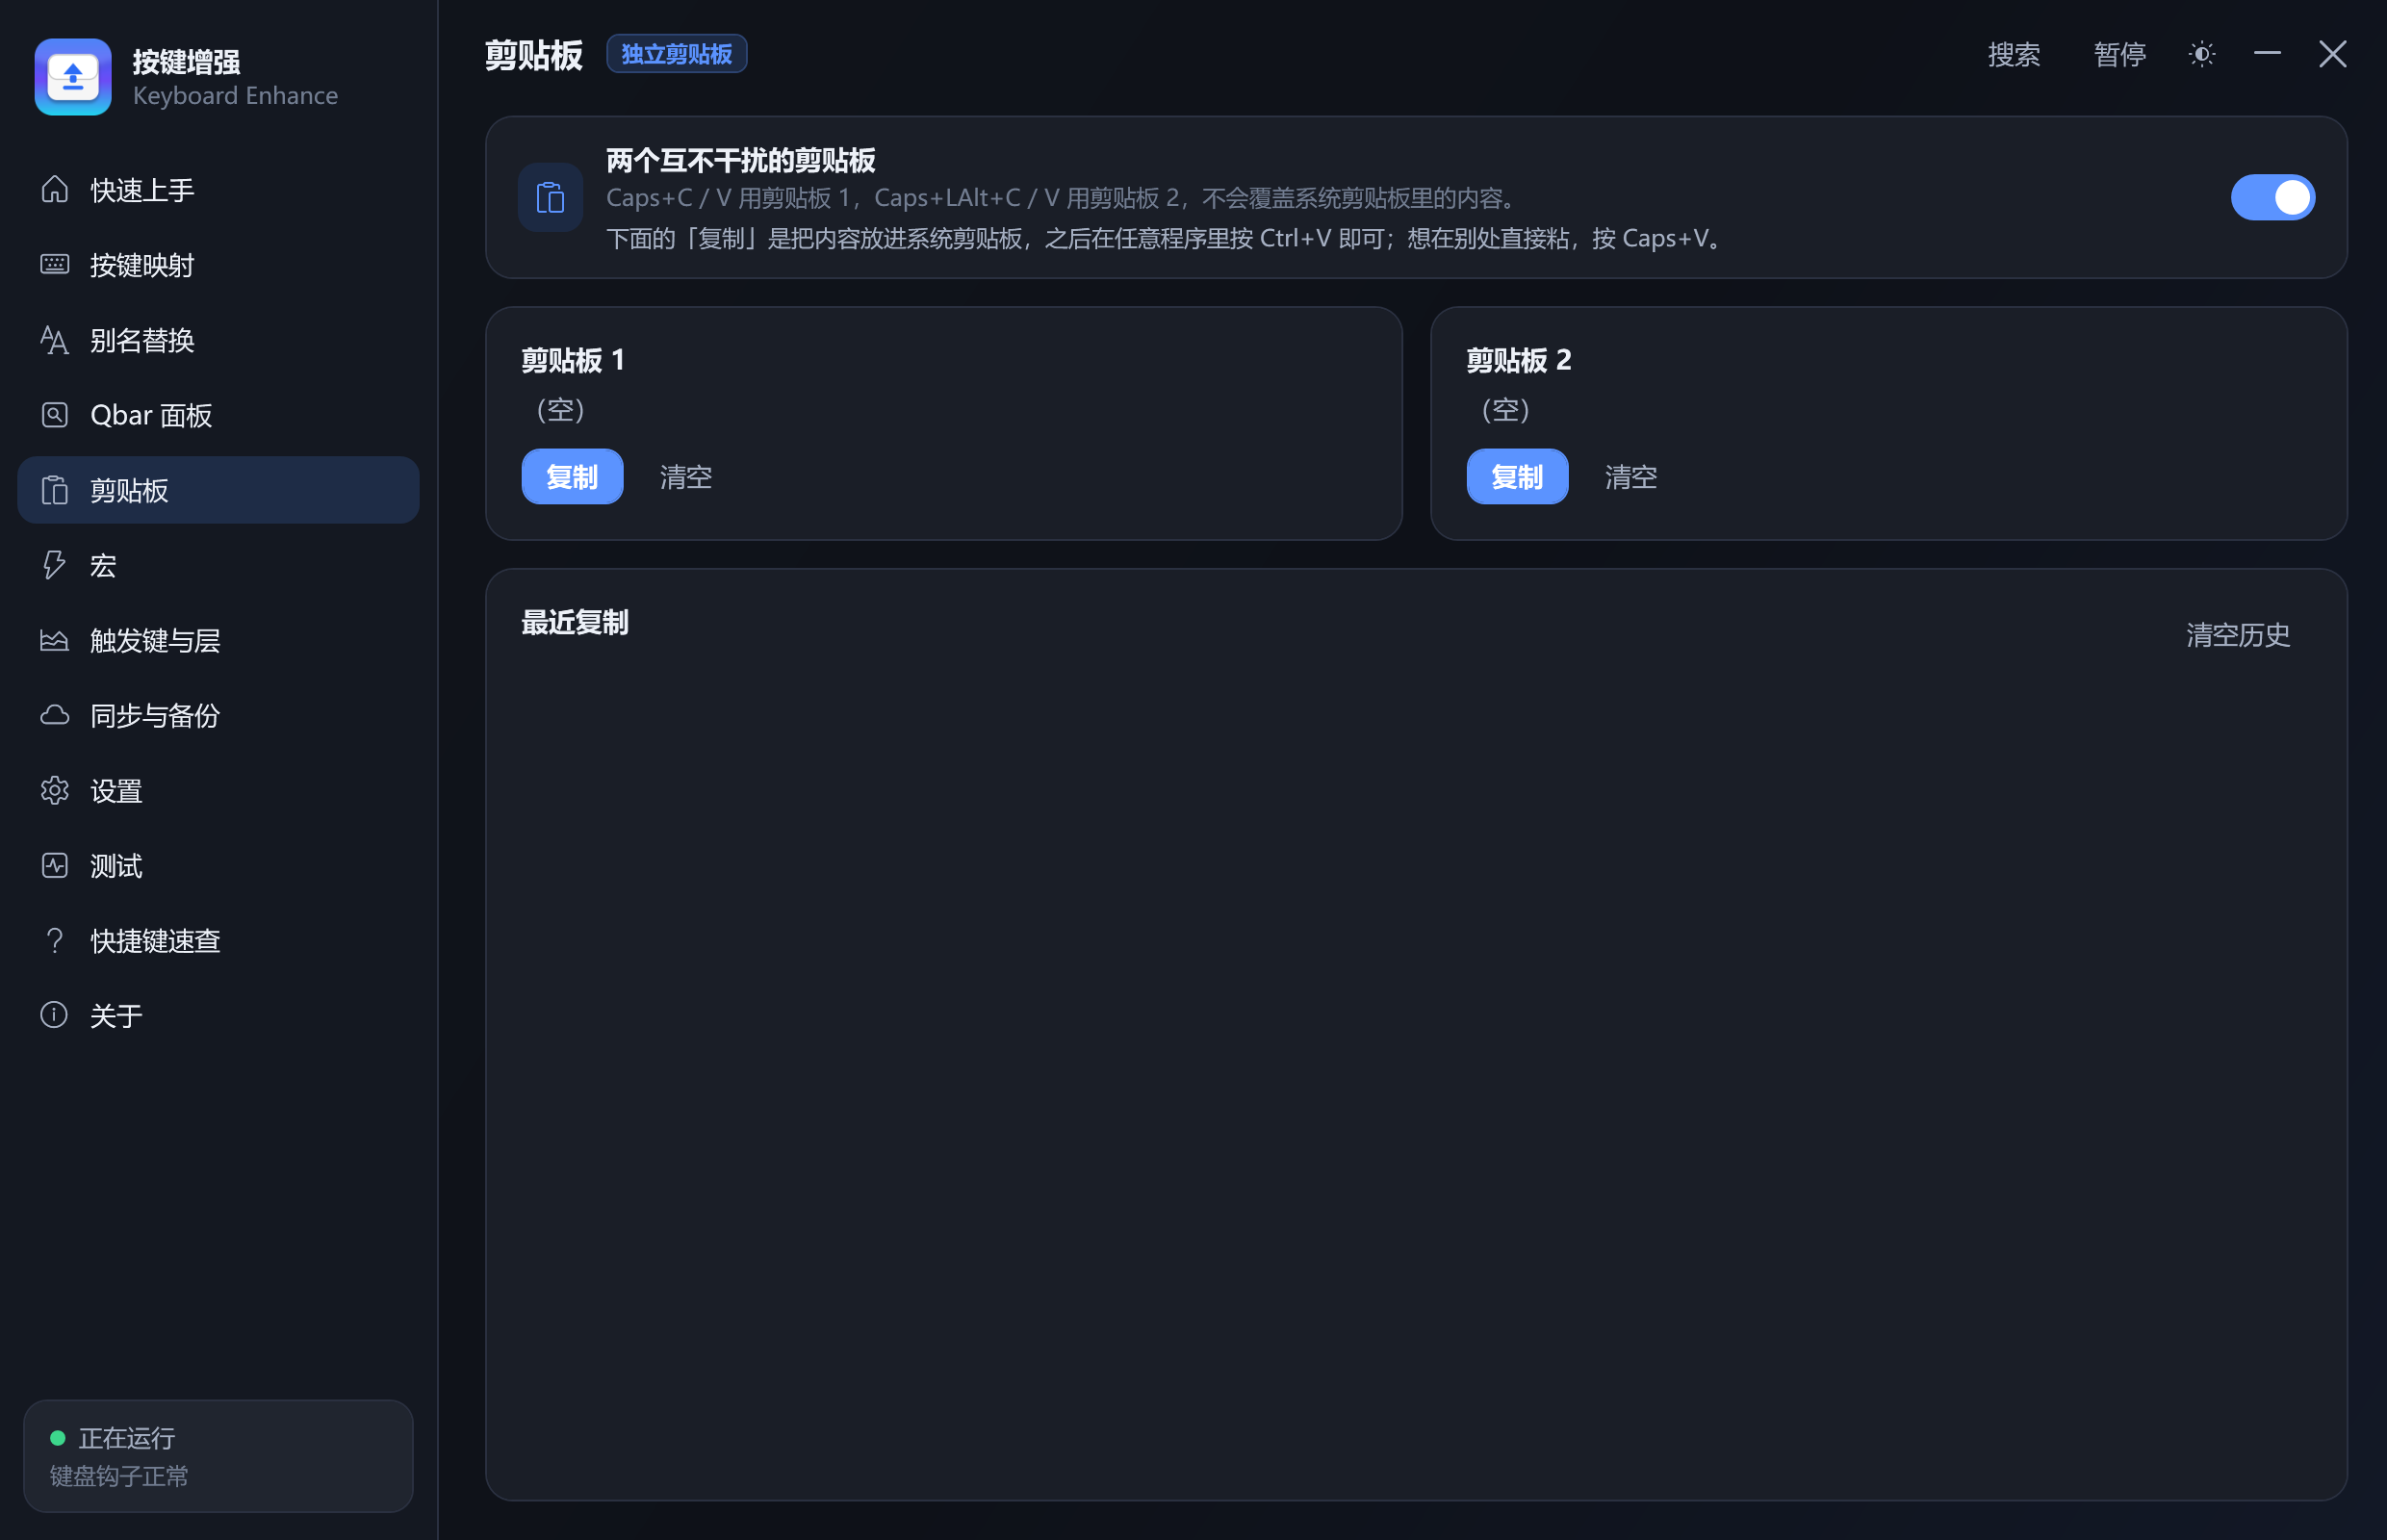 按键增强
Keyboard Enhance
快速上手
按键映射
别名替换
Qbar 面板
剪贴板
宏
触发键与层
同步与备份
设置
测试
快捷键速查
关于
正在运行
键盘钩子正常
剪贴板
独立剪贴板
搜索
暂停
两个互不干扰的剪贴板
Caps+C / V 用剪贴板 1，Caps+LAlt+C / V 用剪贴板 2，不会覆盖系统剪贴板里的内容。
下面的「复制」是把内容放进系统剪贴板，之后在任意程序里按 Ctrl+V 即可；想在别处直接粘，按 Caps+V。
剪贴板 1
（空）
复制
清空
剪贴板 2
（空）
复制
清空
最近复制
清空历史